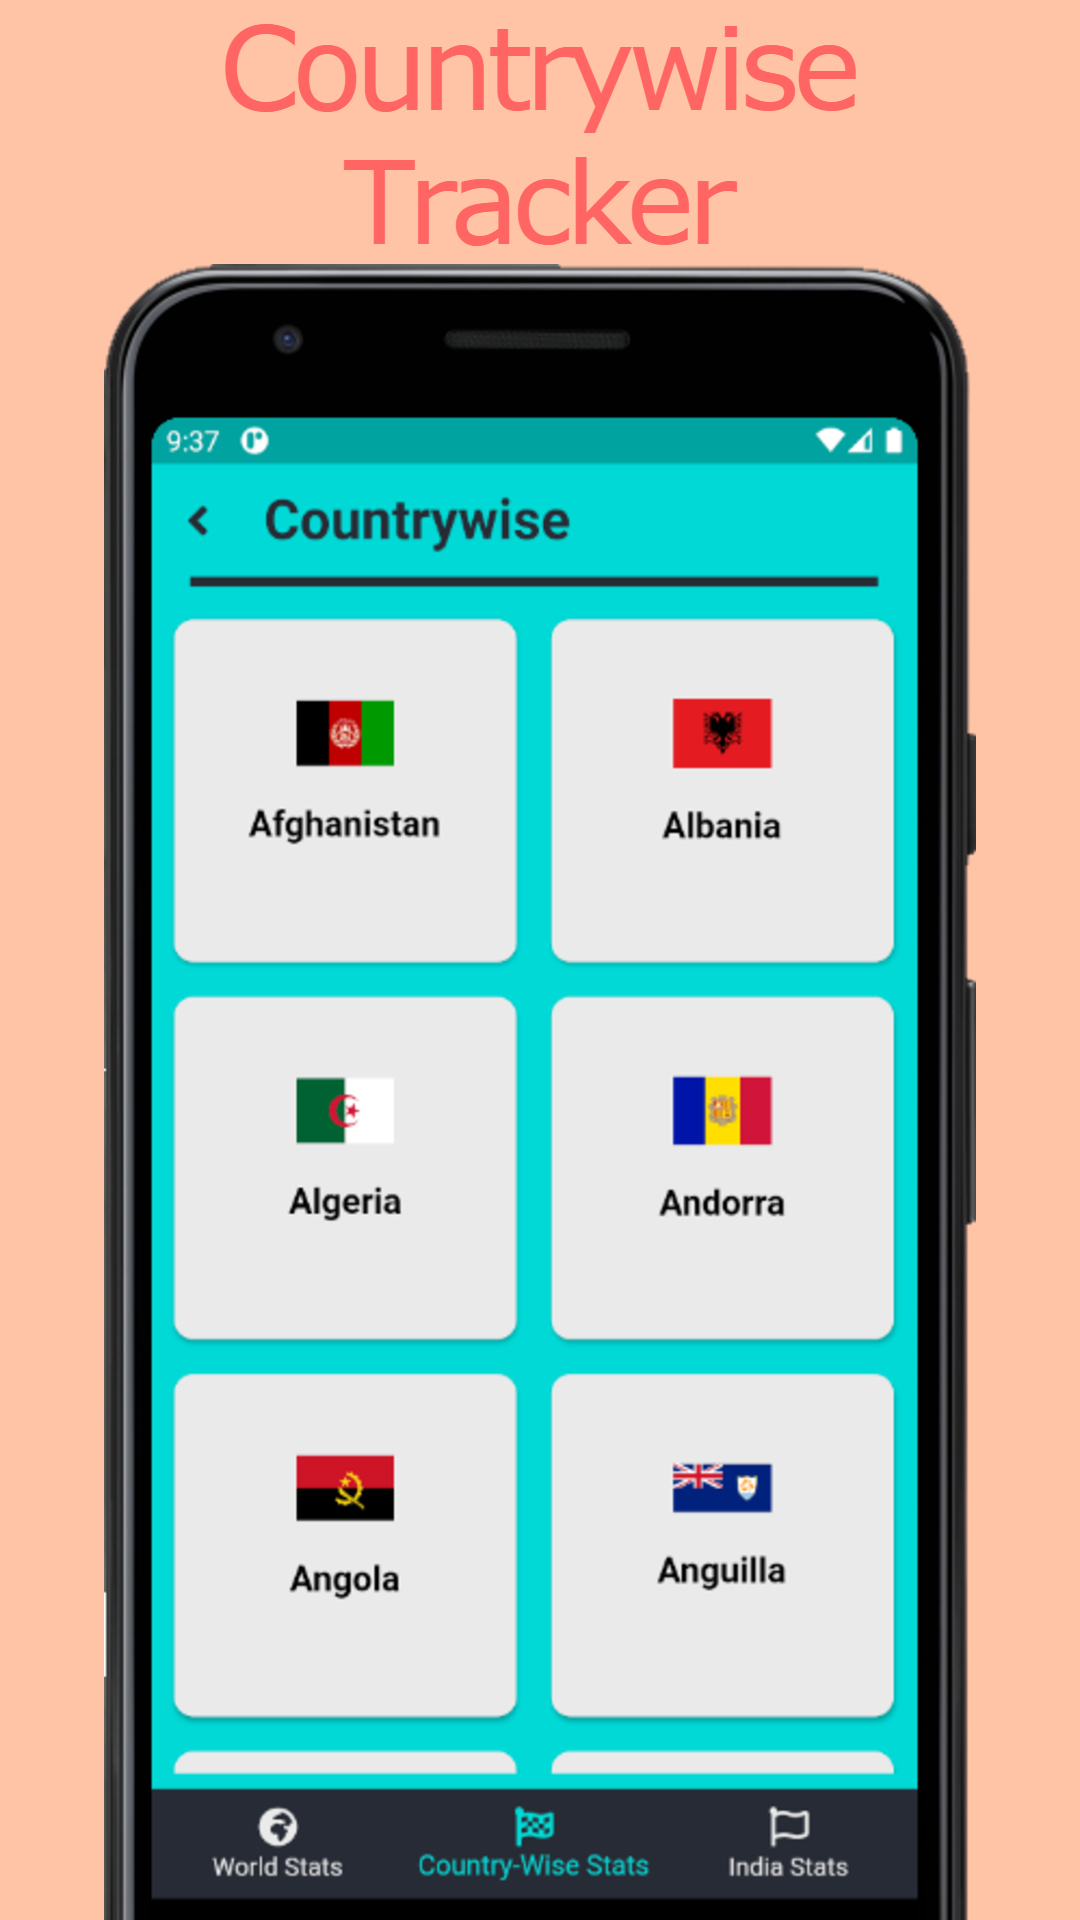 Countrywise
Tracker
9:37
Countrywise
Afghanistan
Albania
Algeria
Andorra
Angola
Anguilla
World Stats
Country-Wise Stats
India Stats